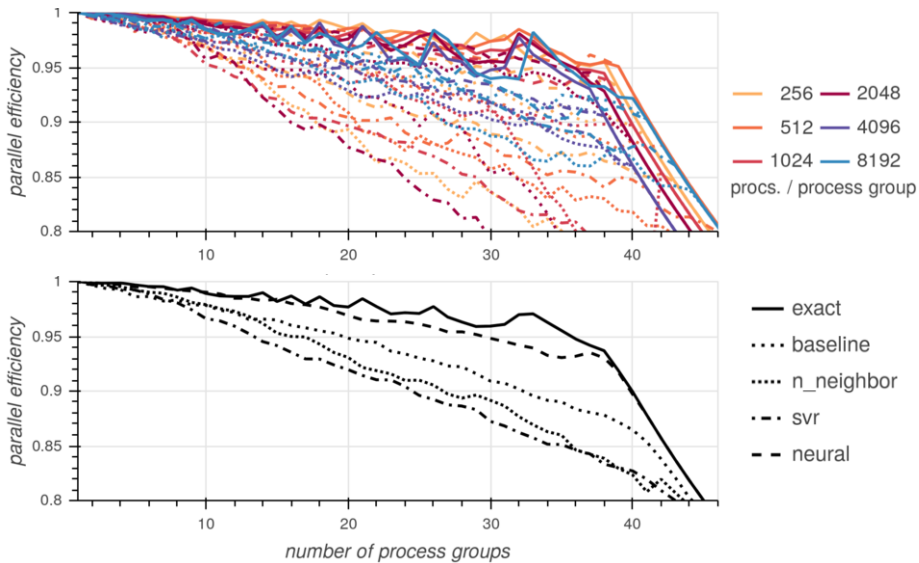 1
0.95
0.9
0.85
0.8
parallel efficiency
10
20
30
40
256
2048
512
4096
1024
8192
procs. / process group
1
0.95
0.9
0.85
0.8
parallel efficiency
10
20
30
40
number of process groups
exact
baseline
n_neighbor
svr
neural